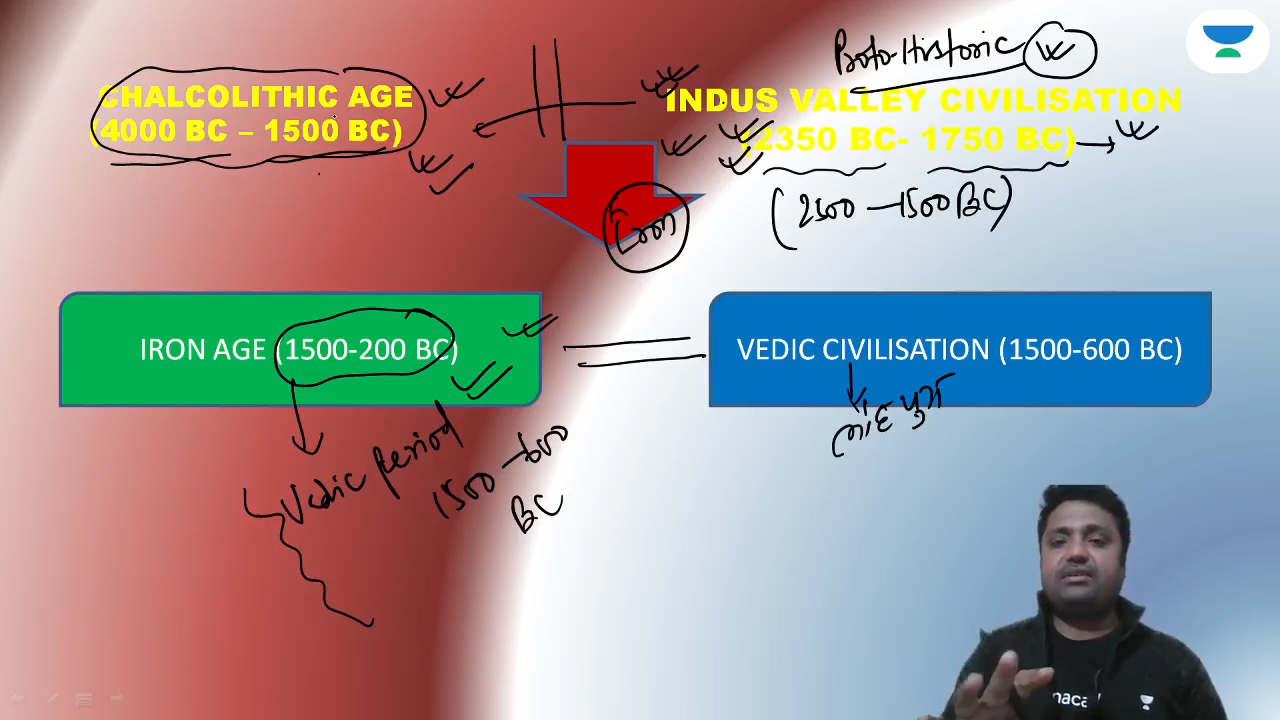 Proto-Historic
CHALCOLITHIC AGE
(4000 BC – 1500 BC)
INDUS VALLEY CIVILISATION
(2350 BC- 1750 BC)
(2500 – 1500 BC)
Iron
IRON AGE (1500-200 BC)
VEDIC CIVILISATION (1500-600 BC)
Vedic period
1500 – 600
BC